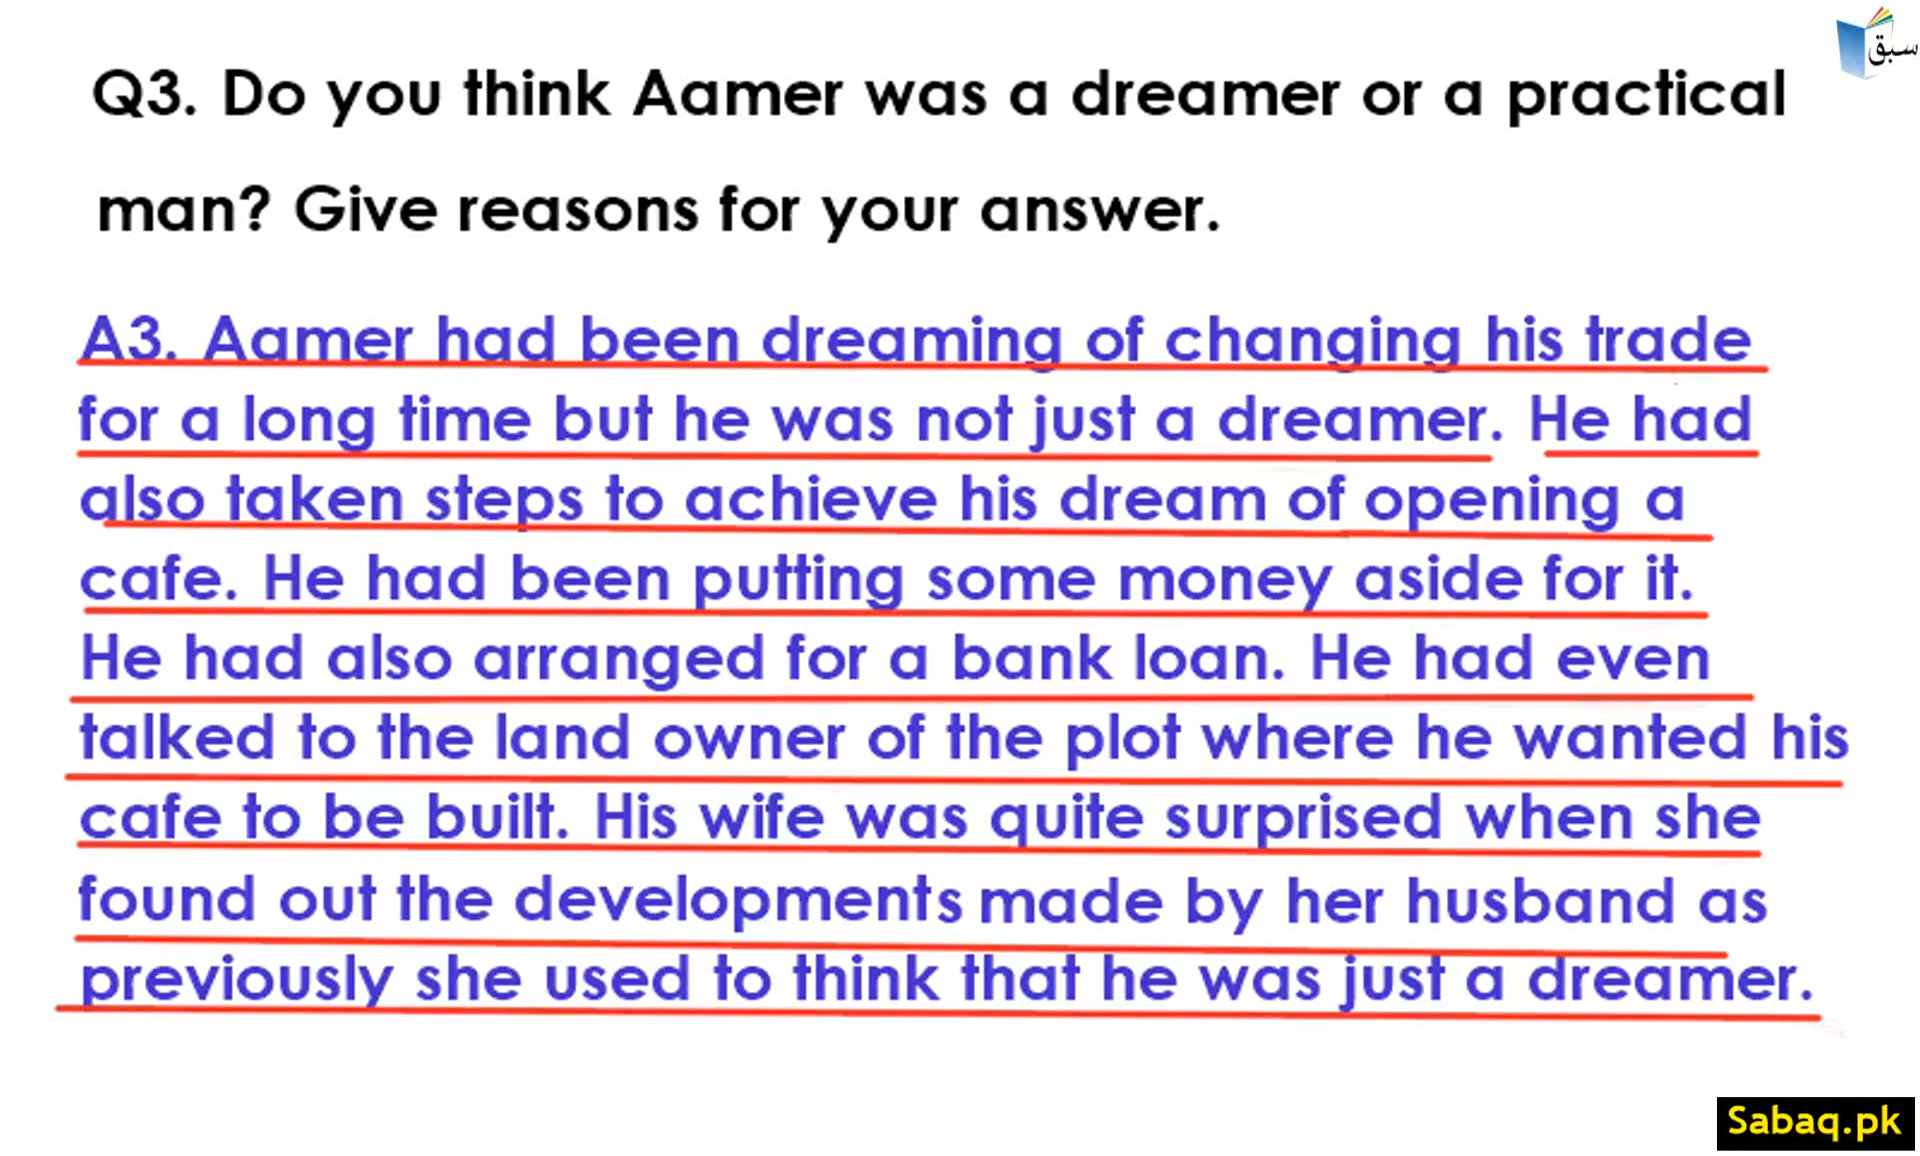 سبق
Q3. Do you think Aamer was a dreamer or a practical
man? Give reasons for your answer.
A3. Aamer had been dreaming of changing his trade
for a long time but he was not just a dreamer. He had
also taken steps to achieve his dream of opening a
cafe. He had been putting some money aside for it.
He had also arranged for a bank loan. He had even
talked to the land owner of the plot where he wanted his
cafe to be built. His wife was quite surprised when she
found out the developments made by her husband as
previously she used to think that he was just a dreamer.
Sabaq.pk